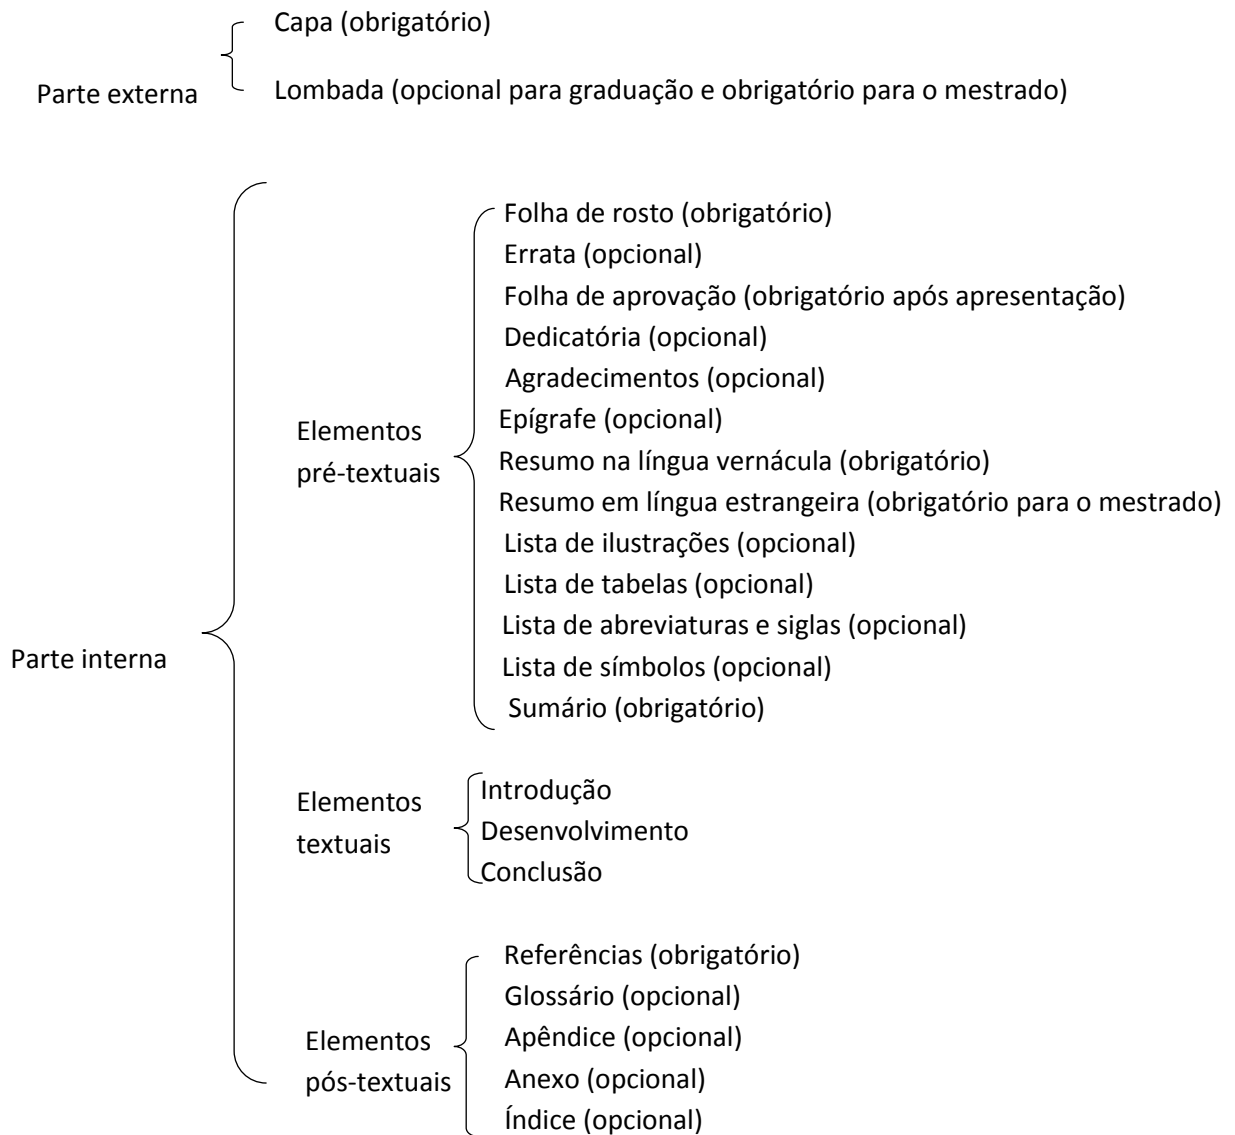 Parte externa
Capa (obrigatório)
Lombada (opcional para graduação e obrigatório para o mestrado)
Parte interna
Elementos
pré-textuais
Folha de rosto (obrigatório)
Errata (opcional)
Folha de aprovação (obrigatório após apresentação)
Dedicatória (opcional)
Agradecimentos (opcional)
Epígrafe (opcional)
Resumo na língua vernácula (obrigatório)
Resumo em língua estrangeira (obrigatório para o mestrado)
Lista de ilustrações (opcional)
Lista de tabelas (opcional)
Lista de abreviaturas e siglas (opcional)
Lista de símbolos (opcional)
Sumário (obrigatório)
Elementos
textuais
Introdução
Desenvolvimento
Conclusão
Elementos
pós-textuais
Referências (obrigatório)
Glossário (opcional)
Apêndice (opcional)
Anexo (opcional)
Índice (opcional)